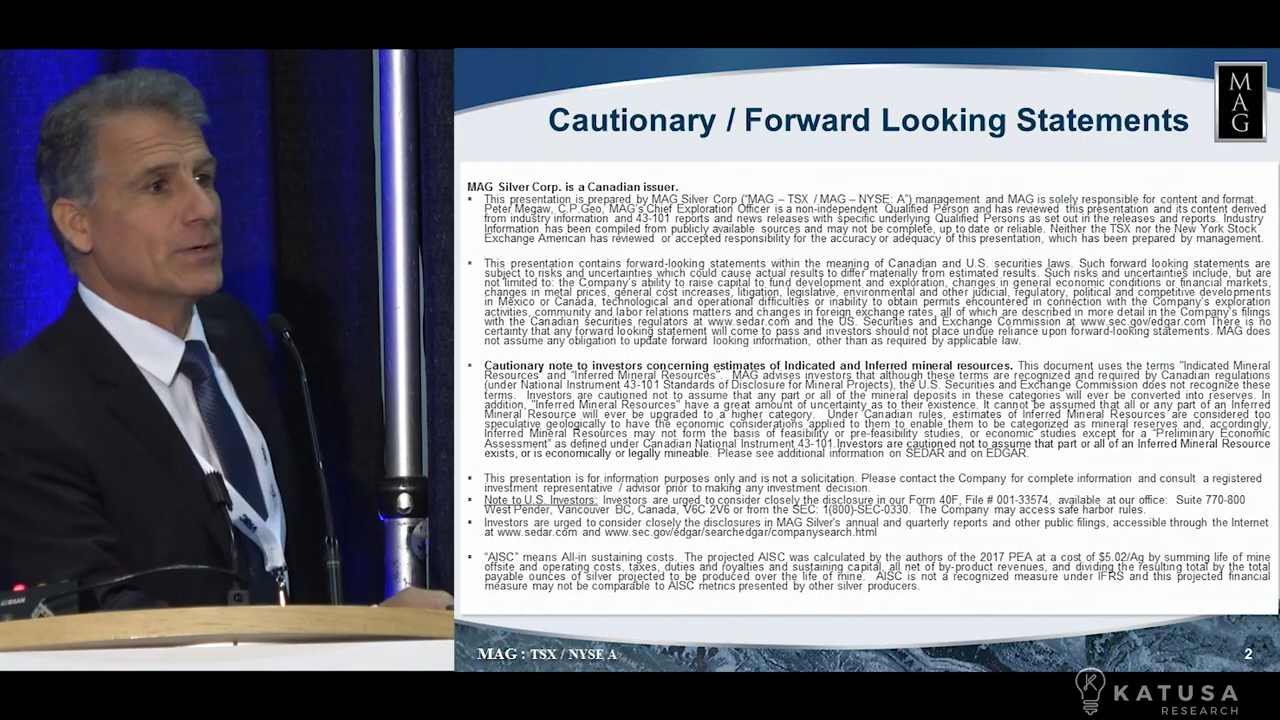 MAG
Cautionary / Forward Looking Statements
MAG Silver Corp. is a Canadian issuer.
▪ This presentation is prepared by MAG Silver Corp ("MAG – TSX / MAG – NYSE: A") management and MAG is solely responsible for content and format.
Peter Megaw, C.P.Geo, MAG's Chief Exploration Officer is a non-independent Qualified Person and has reviewed this presentation and its content derived
from industry information and 43-101 reports and news releases with specific underlying Qualified Persons as set out in the releases and reports. Industry
Information has been compiled from publicly available sources and may not be complete, up to date or reliable. Neither the TSX nor the New York Stock
Exchange American has reviewed or accepted responsibility for the accuracy or adequacy of this presentation, which has been prepared by management.
▪ This presentation contains forward-looking statements within the meaning of Canadian and U.S. securities laws. Such forward looking statements are
subject to risks and uncertainties which could cause actual results to differ materially from estimated results. Such risks and uncertainties include, but are
not limited to: the Company's ability to raise capital to fund development and exploration, changes in general economic conditions or financial markets,
changes in metal prices, general cost increases, litigation, legislative, environmental and other judicial, regulatory, political and competitive developments
in Mexico or Canada, technological and operational difficulties or inability to obtain permits encountered in connection with the Company's exploration
activities, community and labor relations matters and changes in foreign exchange rates, all of which are described in more detail in the Company's filings
with the Canadian securities regulators at www.sedar.com and the US. Securities and Exchange Commission at www.sec.gov/edgar.com There is no
certainty that any forward looking statement will come to pass and investors should not place undue reliance upon forward-looking statements. MAG does
not assume any obligation to update forward looking information, other than as required by applicable law.
▪ Cautionary note to investors concerning estimates of Indicated and Inferred mineral resources. This document uses the terms "Indicated Mineral
Resources" and "Inferred Mineral Resources". MAG advises investors that although these terms are recognized and required by Canadian regulations
(under National Instrument 43-101 Standards of Disclosure for Mineral Projects), the U.S. Securities and Exchange Commission does not recognize these
terms. Investors are cautioned not to assume that any part or all of the mineral deposits in these categories will ever be converted into reserves. In
addition, "Inferred Mineral Resources" have a great amount of uncertainty as to their existence. It cannot be assumed that all or any part of an Inferred
Mineral Resource will ever be upgraded to a higher category. Under Canadian rules, estimates of Inferred Mineral Resources are considered too
speculative geologically to have the economic considerations applied to them to enable them to be categorized as mineral reserves and, accordingly,
Inferred Mineral Resources may not form the basis of feasibility or pre-feasibility studies, or economic studies except for a "Preliminary Economic
Assessment" as defined under Canadian National Instrument 43-101.Investors are cautioned not to assume that part or all of an Inferred Mineral Resource
exists, or is economically or legally mineable. Please see additional information on SEDAR and on EDGAR.
▪ This presentation is for information purposes only and is not a solicitation. Please contact the Company for complete information and consult a registered
investment representative / advisor prior to making any investment decision.
▪ Note to U.S. Investors: Investors are urged to consider closely the disclosure in our Form 40F, File # 001-33574, available at our office: Suite 770-800
West Pender, Vancouver BC, Canada, V6C 2V6 or from the SEC: 1(800)-SEC-0330. The Company may access safe harbor rules.
▪ Investors are urged to consider closely the disclosures in MAG Silver's annual and quarterly reports and other public filings, accessible through the Internet
at www.sedar.com and www.sec.gov/edgar/searchedgar/companysearch.html
▪ "AISC" means All-in sustaining costs. The projected AISC was calculated by the authors of the 2017 PEA at a cost of $5.02/Ag by summing life of mine
offsite and operating costs, taxes, duties and royalties and sustaining capital, all net of by-product revenues, and dividing the resulting total by the total
payable ounces of silver projected to be produced over the life of mine. AISC is not a recognized measure under IFRS and this projected financial
measure may not be comparable to AISC metrics presented by other silver producers.
MAG : TSX / NYSE A
2
KATUSA
RESEARCH